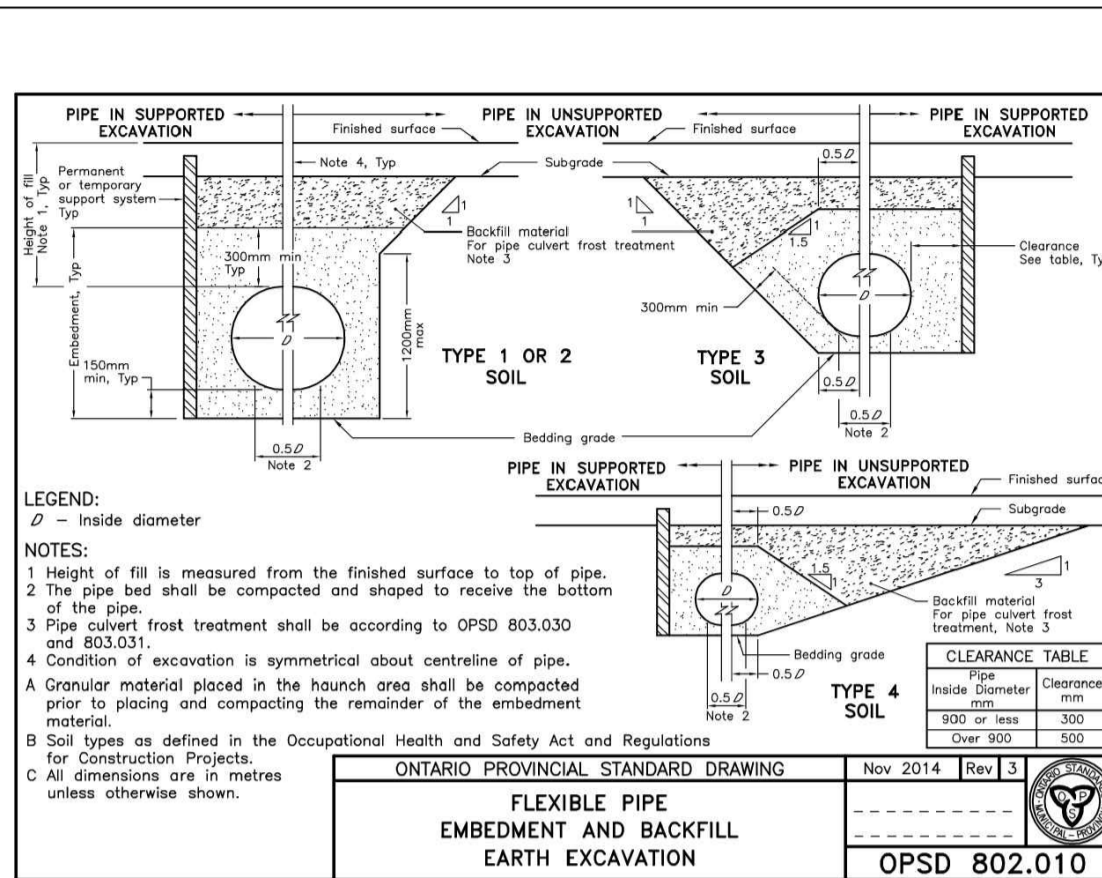 PIPE IN SUPPORTED
EXCAVATION
PIPE IN UNSUPPORTED
EXCAVATION
PIPE IN SUPPORTED
EXCAVATION
Finished surface
Finished surface
Note 4, Typ
Subgrade
0.5D
Permanent
or temporary
support system
Typ
Height of fill
Note 1, Typ
Embedment, Typ
300mm min
Typ
D
150mm
min, Typ
0.5D
Note 2
1200mm
max
1
1
Backfill material
For pipe culvert frost treatment
Note 3
1
1
1
1.5
300mm min
D
Clearance
See table, Ty
TYPE 1 OR 2
SOIL
TYPE 3
SOIL
0.5D
0.5D
Note 2
Bedding grade
PIPE IN SUPPORTED
EXCAVATION
PIPE IN UNSUPPORTED
EXCAVATION
Finished surfac
Subgrade
0.5D
1.5
1
1
3
D
Backfill material
For pipe culvert frost
treatment, Note 3
Bedding grade
0.5D
0.5D
Note 2
TYPE 4
SOIL
LEGEND:
D – Inside diameter
NOTES:
1 Height of fill is measured from the finished surface to top of pipe.
2 The pipe bed shall be compacted and shaped to receive the bottom
of the pipe.
3 Pipe culvert frost treatment shall be according to OPSD 803.030
and 803.031.
4 Condition of excavation is symmetrical about centreline of pipe.
A Granular material placed in the haunch area shall be compacted
prior to placing and compacting the remainder of the embedment
material.
B Soil types as defined in the Occupational Health and Safety Act and Regulations
for Construction Projects.
C All dimensions are in metres
unless otherwise shown.
CLEARANCE TABLE
Pipe
Inside Diameter
mm
Clearance
mm
900 or less 300
Over 900 500
ONTARIO PROVINCIAL STANDARD DRAWING
Nov 2014 Rev 3
FLEXIBLE PIPE
EMBEDMENT AND BACKFILL
EARTH EXCAVATION
OPSD 802.010
O P S